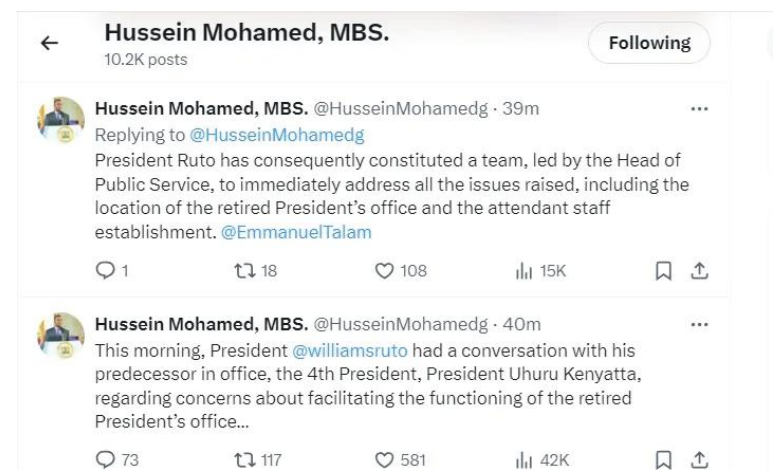 Hussein Mohamed, MBS.
10.2K posts
Following
Hussein Mohamed, MBS. @HusseinMohamedg · 39m
Replying to @HusseinMohamedg
President Ruto has consequently constituted a team, led by the Head of
Public Service, to immediately address all the issues raised, including the
location of the retired President's office and the attendant staff
establishment. @EmmanuelTalam
1 18 108 15K
Hussein Mohamed, MBS. @HusseinMohamedg · 40m
This morning, President @williamsruto had a conversation with his
predecessor in office, the 4th President, President Uhuru Kenyatta,
regarding concerns about facilitating the functioning of the retired
President's office...
73 117 581 42K